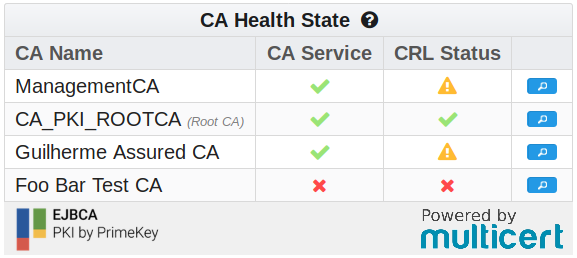 CA Health State ?
CA Name CA Service CRL Status
ManagementCA
CA_PKI_ROOTCA (Root CA)
Guilherme Assured CA
Foo Bar Test CA
EJBCA
PKI by PrimeKey
Powered by
multicert